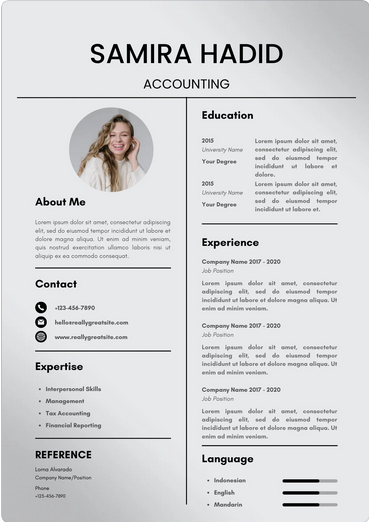 SAMIRA HADID
ACCOUNTING
About Me
Lorem ipsum dolor sit amet, consectetur adipiscing
elit, sed do eiusmod tempor incididunt ut labore et
dolore magna aliqua. Ut enim ad minim veniam,
quis nostrud exercitation ullamco laboris nisi ut
aliquip ex ea commodo consequat.
Contact
+123-456-7890
hello@reallygreatsite.com
www.reallygreatsite.com
Expertise
• Interpersonal Skills
• Management
• Tax Accounting
• Financial Reporting
REFERENCE
Lorna Alvarado
Company Name/Position
Phone
+123-456-7890
Education
2015
University Name
Your Degree
Lorem ipsum dolor sit amet,
consectetur adipiscing elit,
sed do eiusmod tempor
incididunt ut labore et
dolore.
2015
University Name
Your Degree
Lorem ipsum dolor sit amet,
consectetur adipiscing elit,
sed do eiusmod tempor
incididunt ut labore et.
Experience
Company Name 2017 - 2020
Job Position
Lorem ipsum dolor sit amet, consectetur
adipiscing elit, sed do eiusmod tempor
incididunt ut labore et dolore magna aliqua. Ut
enim ad minim veniam.
Company Name 2017 - 2020
Job Position
Lorem ipsum dolor sit amet, consectetur
adipiscing elit, sed do eiusmod tempor
incididunt ut labore et dolore magna aliqua. Ut
enim ad minim veniam.
Company Name 2017 - 2020
Job Position
Lorem ipsum dolor sit amet, consectetur
adipiscing elit, sed do eiusmod tempor
incididunt ut labore et dolore magna aliqua. Ut
enim ad minim veniam.
Language
• Indonesian
• English
• Mandarin